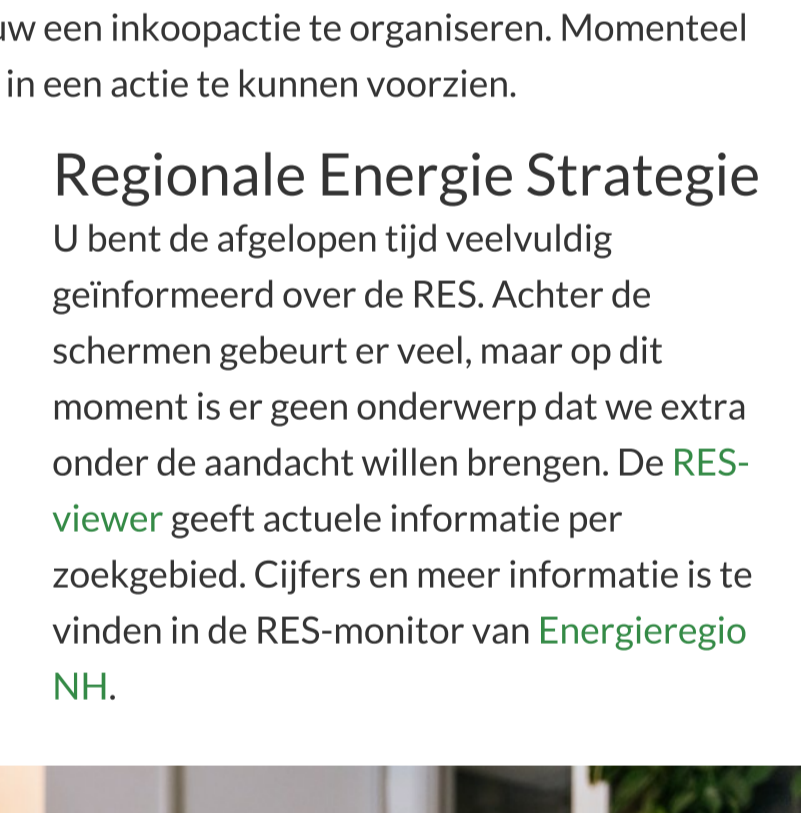 een inkoopactie te organiseren. Momenteel
in een actie te kunnen voorzien.
Regionale Energie Strategie
U bent de afgelopen tijd veelvuldig
geïnformeerd over de RES. Achter de
schermen gebeurt er veel, maar op dit
moment is er geen onderwerp dat we extra
onder de aandacht willen brengen. De RES-
viewer geeft actuele informatie per
zoekgebied. Cijfers en meer informatie is te
vinden in de RES-monitor van Energieregio
NH.